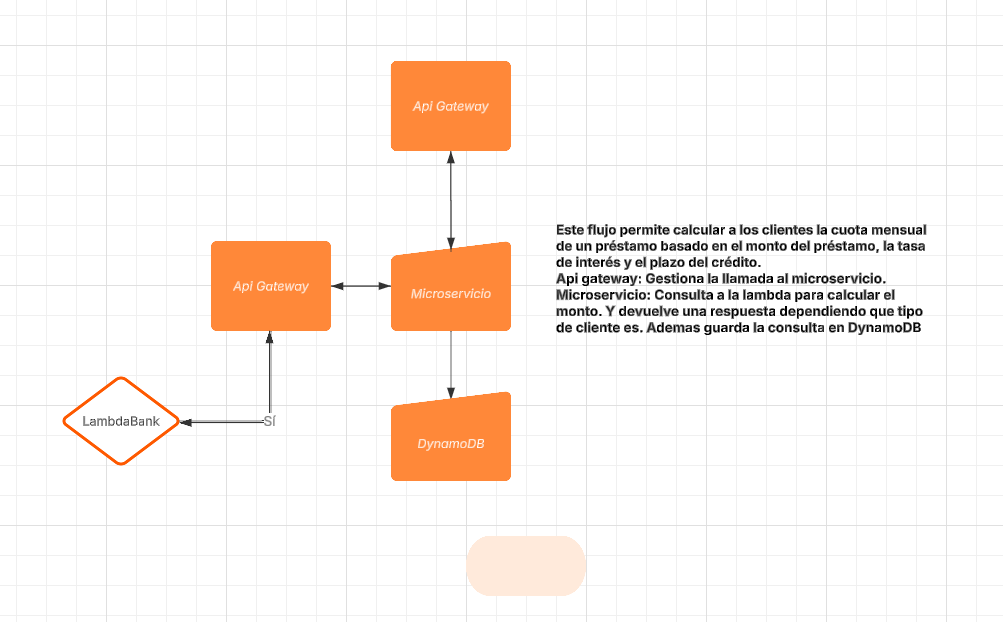 Api Gateway
Este flujo permite calcular a los clientes la cuota mensual
de un préstamo basado en el monto del préstamo, la tasa
de interés y el plazo del crédito.
Api gateway: Gestiona la llamada al microservicio.
Microservicio: Consulta a la lambda para calcular el
monto. Y devuelve una respuesta dependiendo que tipo
de cliente es. Ademas guarda la consulta en DynamoDB
Api Gateway
Microservicio
LambdaBank
Sí
DynamoDB